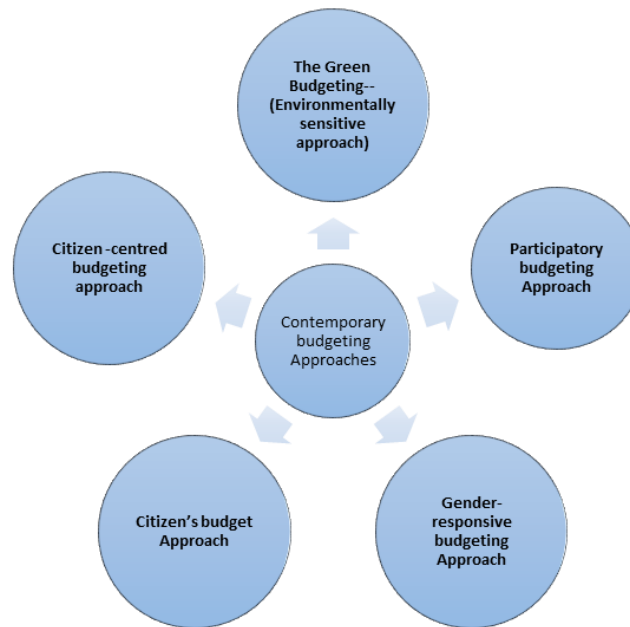 The Green
Budgeting--
(Environmentally
sensitive
approach)
Citizen -centred
budgeting
approach
Participatory
budgeting
Approach
Contemporary
budgeting
Approaches
Citizen’s budget
Approach
Gender-
responsive
budgeting
Approach